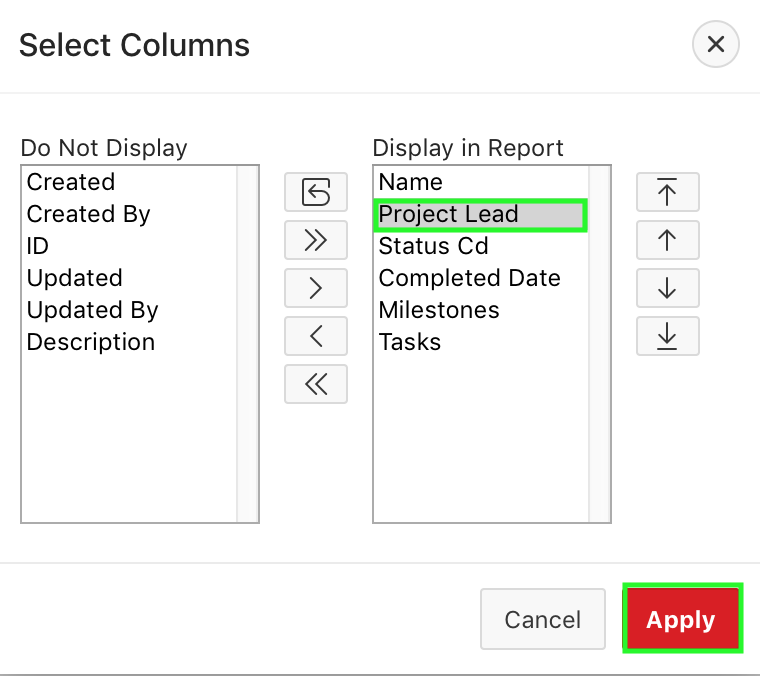 Select Columns
Do Not Display
Created
Created By
ID
Updated
Updated By
Description
Display in Report
Name
Project Lead
Status Cd
Completed Date
Milestones
Tasks
Cancel
Apply